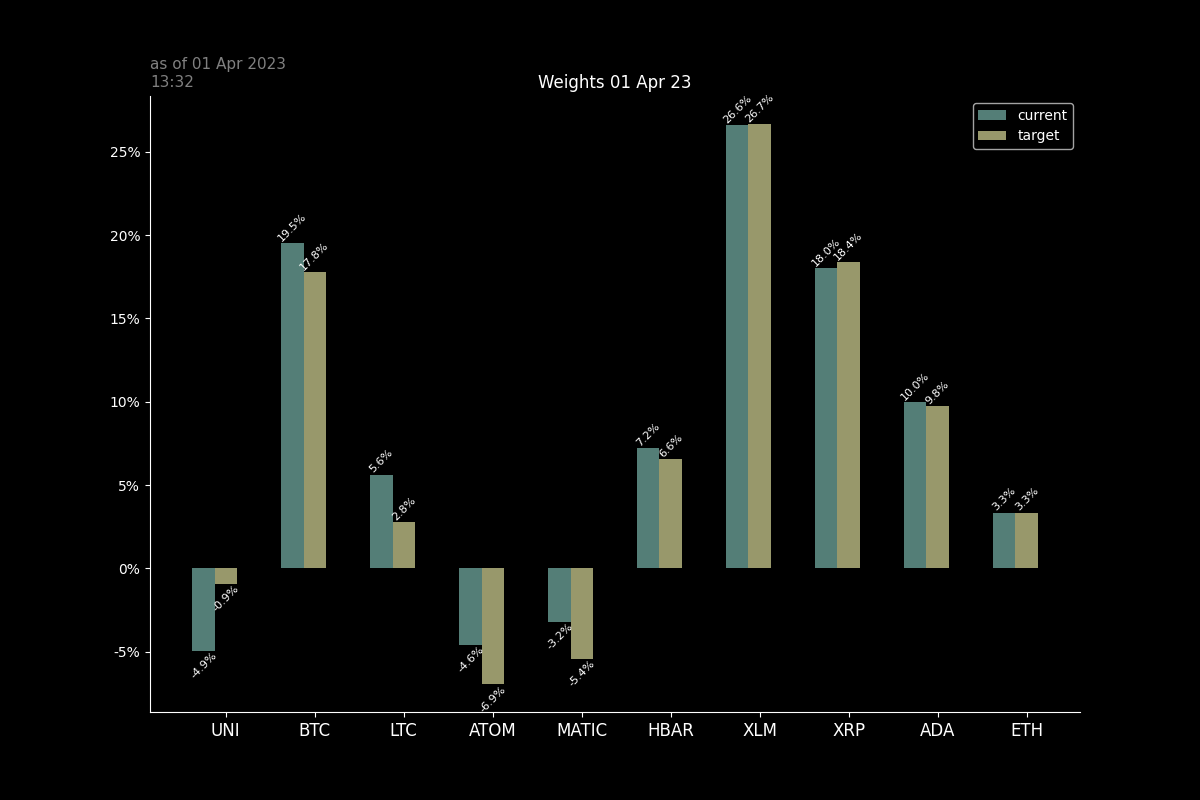 as of 01 Apr 2023
13:32
Weights 01 Apr 23
current
target
25%
20%
15%
10%
5%
0%
-5%
-4.9%
-0.9%
19.5%
17.8%
5.6%
2.8%
-4.6%
-6.9%
-3.2%
-5.4%
7.2%
6.6%
26.6%
26.7%
18.0%
18.4%
10.0%
9.8%
3.3%
3.3%
UNI
BTC
LTC
ATOM
MATIC
HBAR
XLM
XRP
ADA
ETH